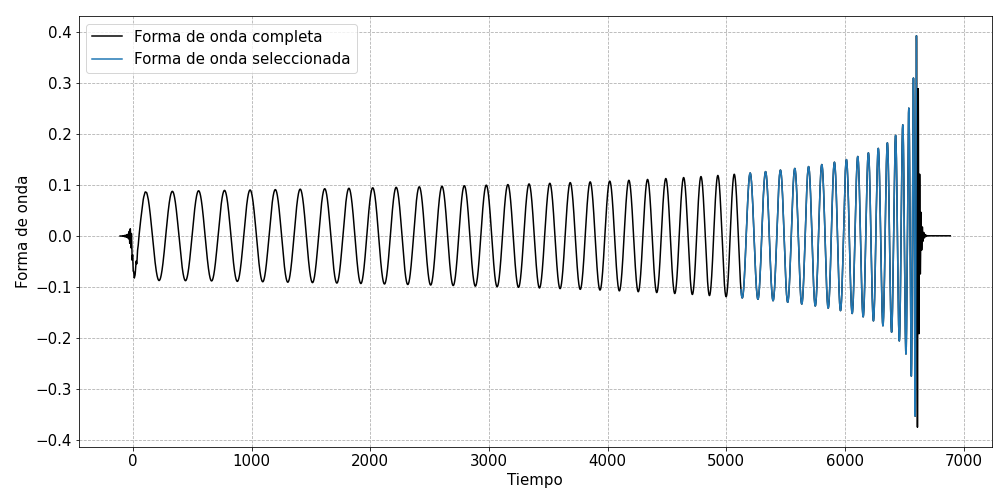 Forma de onda completa
Forma de onda seleccionada
0.4
0.3
0.2
0.1
0.0
−0.1
−0.2
−0.3
−0.4
Forma de onda
0 1000 2000 3000 4000 5000 6000 7000
Tiempo